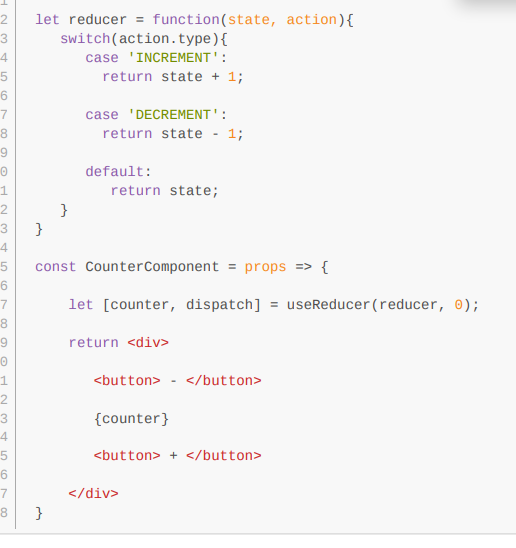 1
2 let reducer = function(state, action){
3 switch(action.type){
4 case 'INCREMENT':
5 return state + 1;
6
7 case 'DECREMENT':
8 return state - 1;
9
0 default:
1 return state;
2 }
3 }
4
5 const CounterComponent = props => {
6
7 let [counter, dispatch] = useReducer(reducer, 0);
8
9 return <div>
0
1 <button> - </button>
2
3 {counter}
4
5 <button> + </button>
6
7 </div>
8 }